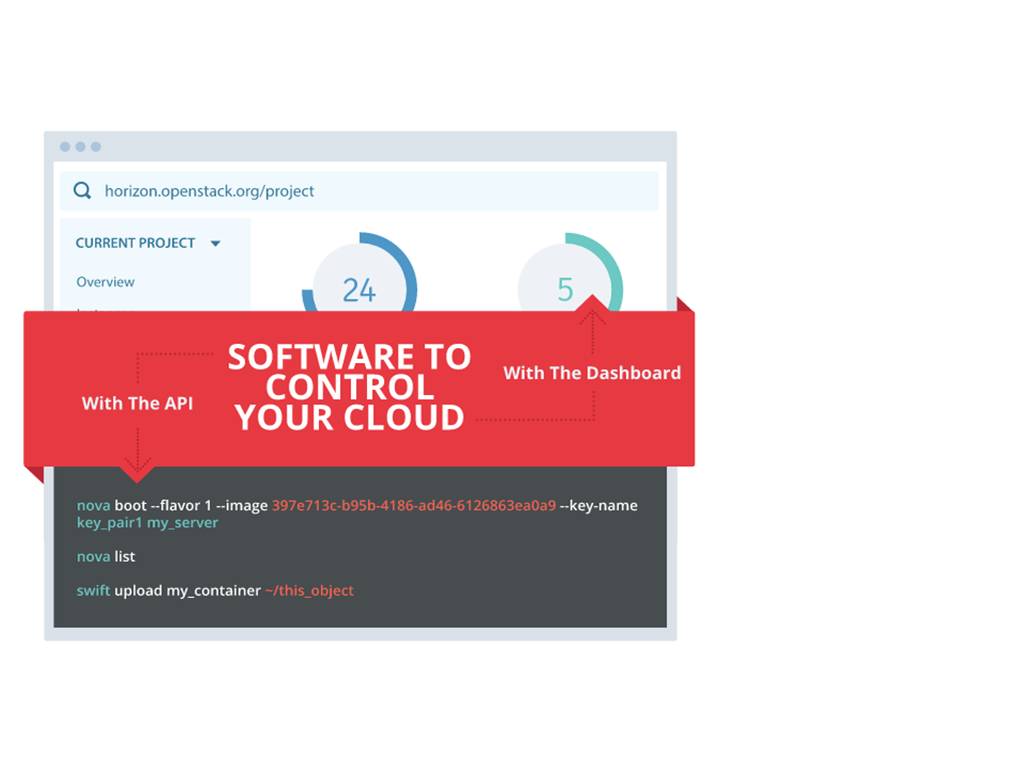 horizon.openstack.org/project
CURRENT PROJECT
Overview
24
5
SOFTWARE TO
CONTROL
YOUR CLOUD
With The API
With The Dashboard
nova boot --flavor 1 --image 397e713c-b95b-4186-ad46-6126863ea0a9 --key-name
key_pair1 my_server
nova list
swift upload my_container ~/this_object